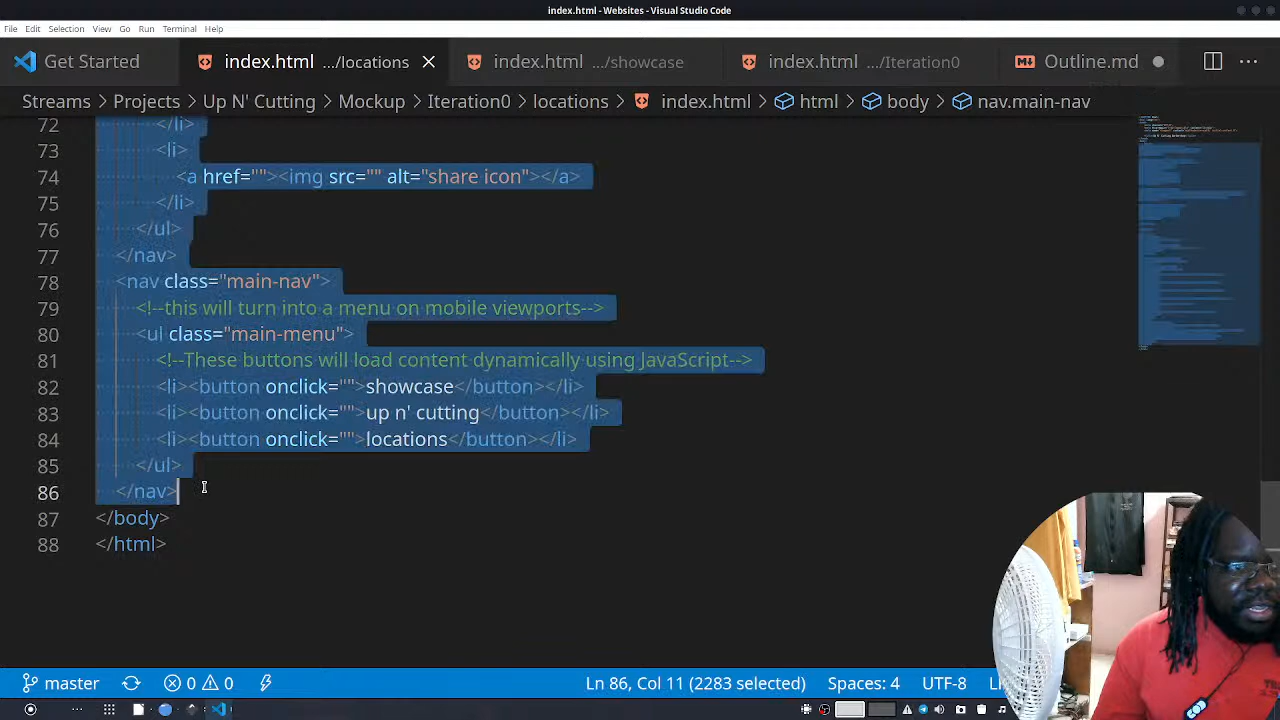 index.html - Websites - Visual Studio Code
File Edit Selection View Go Run Terminal Help
Get Started index.html .../locations index.html .../showcase index.html .../Iteration0 Outline.md
Streams > Projects > Up N' Cutting > Mockup > Iteration0 > locations > index.html > html > body > nav.main-nav
72 </li>
73 <li>
74 <a href=""><img src="" alt="share icon"></a>
75 </li>
76 </ul>
77 </nav>
78 <nav class="main-nav">
79 <!--this will turn into a menu on mobile viewports-->
80 <ul class="main-menu">
81 <!--These buttons will load content dynamically using JavaScript-->
82 <li><button onclick="">showcase</button></li>
83 <li><button onclick="">up n' cutting</button></li>
84 <li><button onclick="">locations</button></li>
85 </ul>
86 </nav>
87 </body>
88 </html>
master 0 0 Ln 86, Col 11 (2283 selected) Spaces: 4 UTF-8